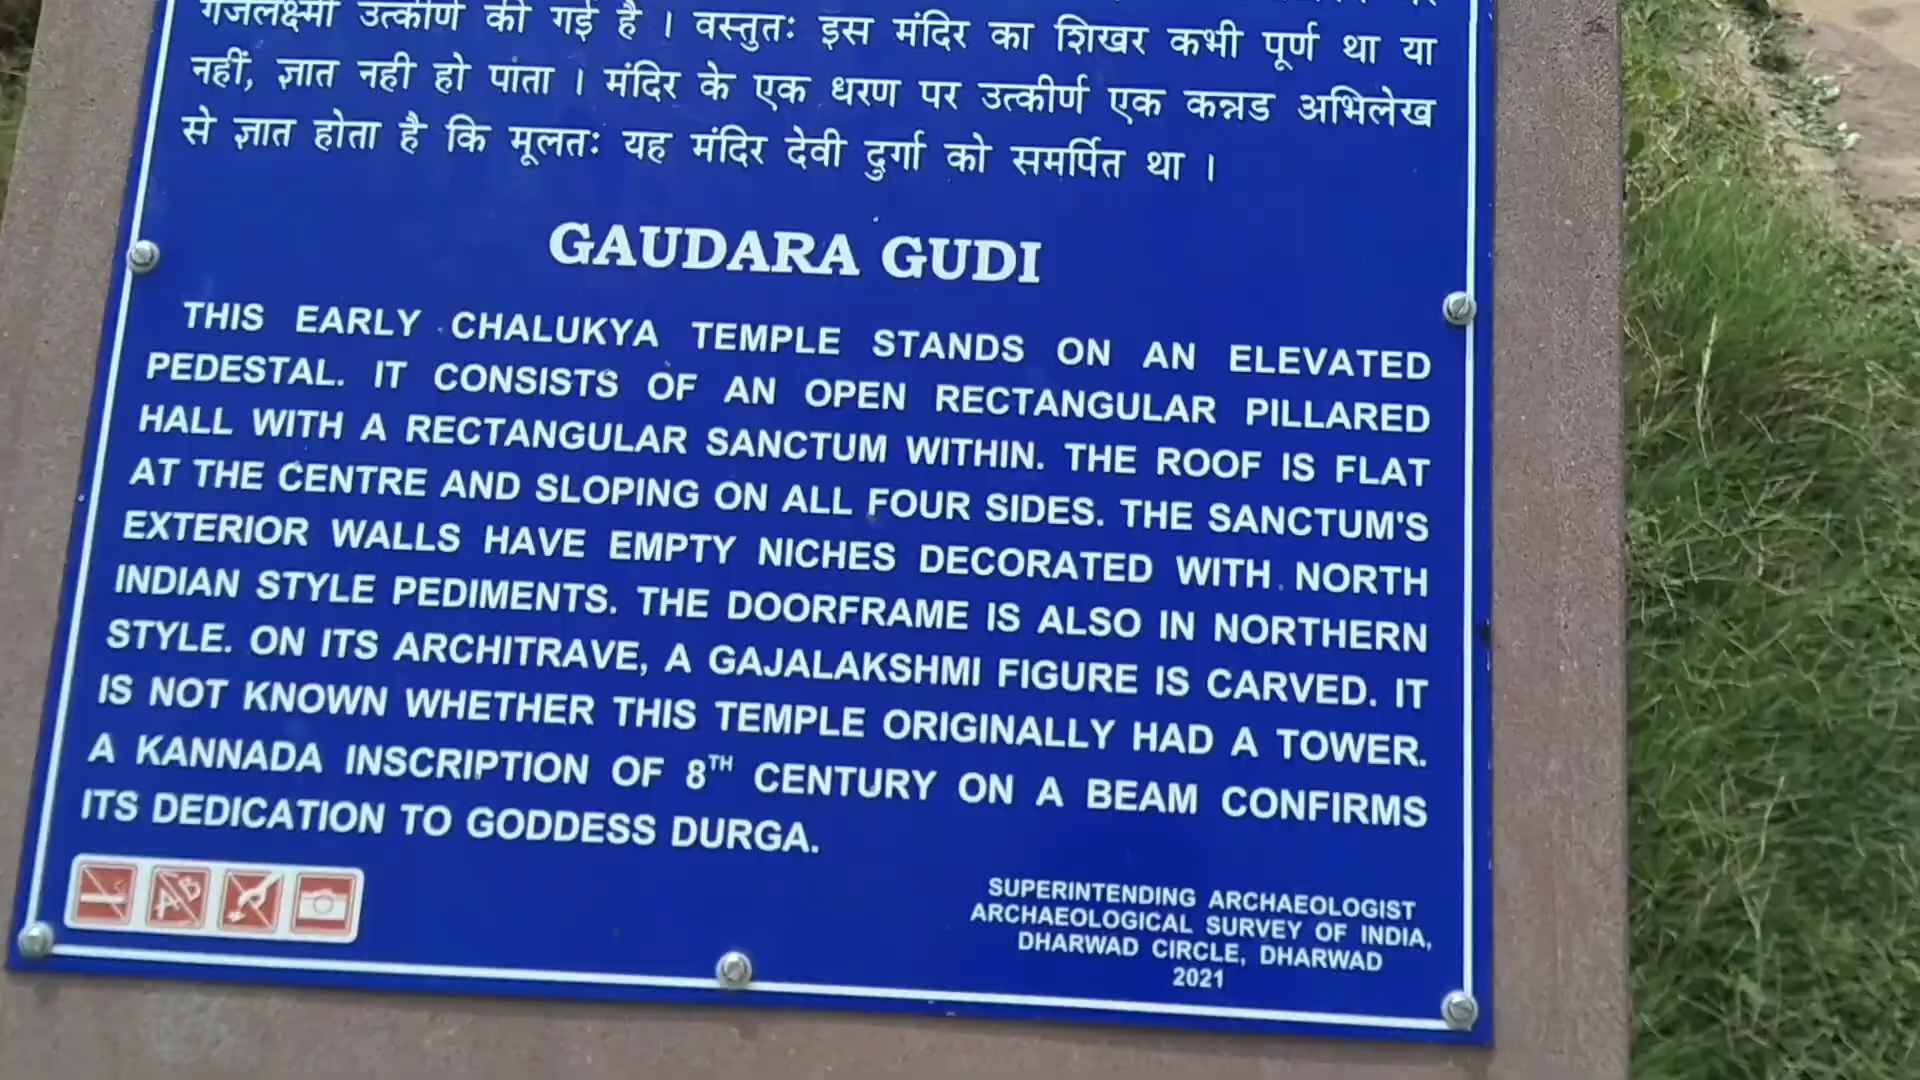 गजलक्ष्मी उत्कीर्ण की गई है । वस्तुतः इस मंदिर का शिखर कभी पूर्ण था या
नहीं, ज्ञात नही हो पाता । मंदिर के एक धरण पर उत्कीर्ण एक कन्नड अभिलेख
से ज्ञात होता है कि मूलतः यह मंदिर देवी दुर्गा को समर्पित था ।
GAUDARA GUDI
THIS EARLY CHALUKYA TEMPLE STANDS ON AN ELEVATED
PEDESTAL. IT CONSISTS OF AN OPEN RECTANGULAR PILLARED
HALL WITH A RECTANGULAR SANCTUM WITHIN. THE ROOF IS FLAT
AT THE CENTRE AND SLOPING ON ALL FOUR SIDES. THE SANCTUM'S
EXTERIOR WALLS HAVE EMPTY NICHES DECORATED WITH NORTH
INDIAN STYLE PEDIMENTS. THE DOORFRAME IS ALSO IN NORTHERN
STYLE. ON ITS ARCHITRAVE, A GAJALAKSHMI FIGURE IS CARVED. IT
IS NOT KNOWN WHETHER THIS TEMPLE ORIGINALLY HAD A TOWER.
A KANNADA INSCRIPTION OF 8TH CENTURY ON A BEAM CONFIRMS
ITS DEDICATION TO GODDESS DURGA.
AB
SUPERINTENDING ARCHAEOLOGIST
ARCHAEOLOGICAL SURVEY OF INDIA,
DHARWAD CIRCLE, DHARWAD
2021